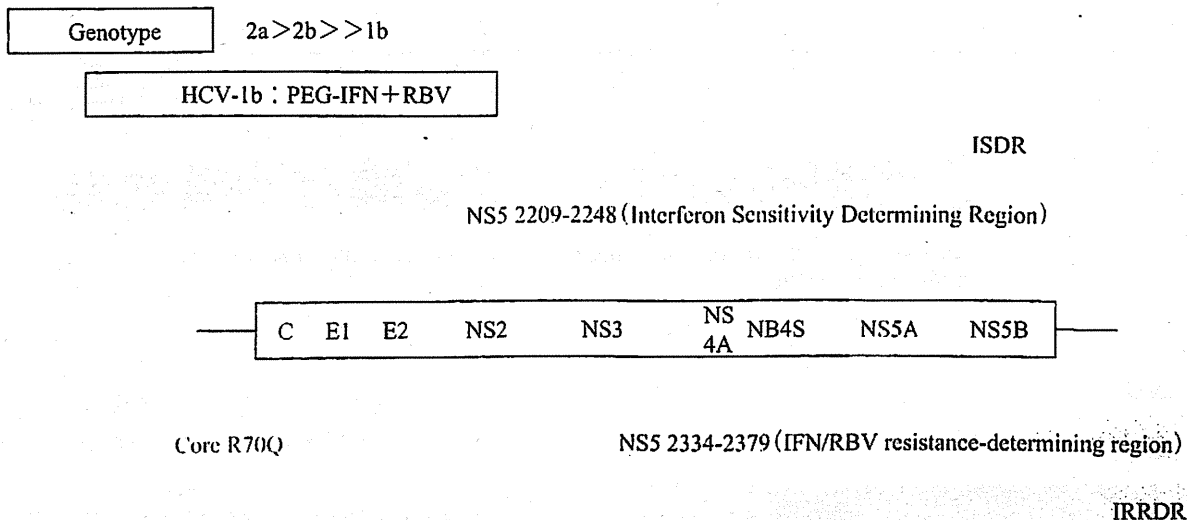 Genotype 2a＞2b＞＞1b
HCV-1b：PEG-IFN＋RBV
ISDR
NS5 2209-2248 (Interferon Sensitivity Determining Region)
C E1 E2 NS2 NS3 NS 4A NB4S NS5A NS5B
Core R70Q NS5 2334-2379 (IFN/RBV resistance-determining region)
IRRDR